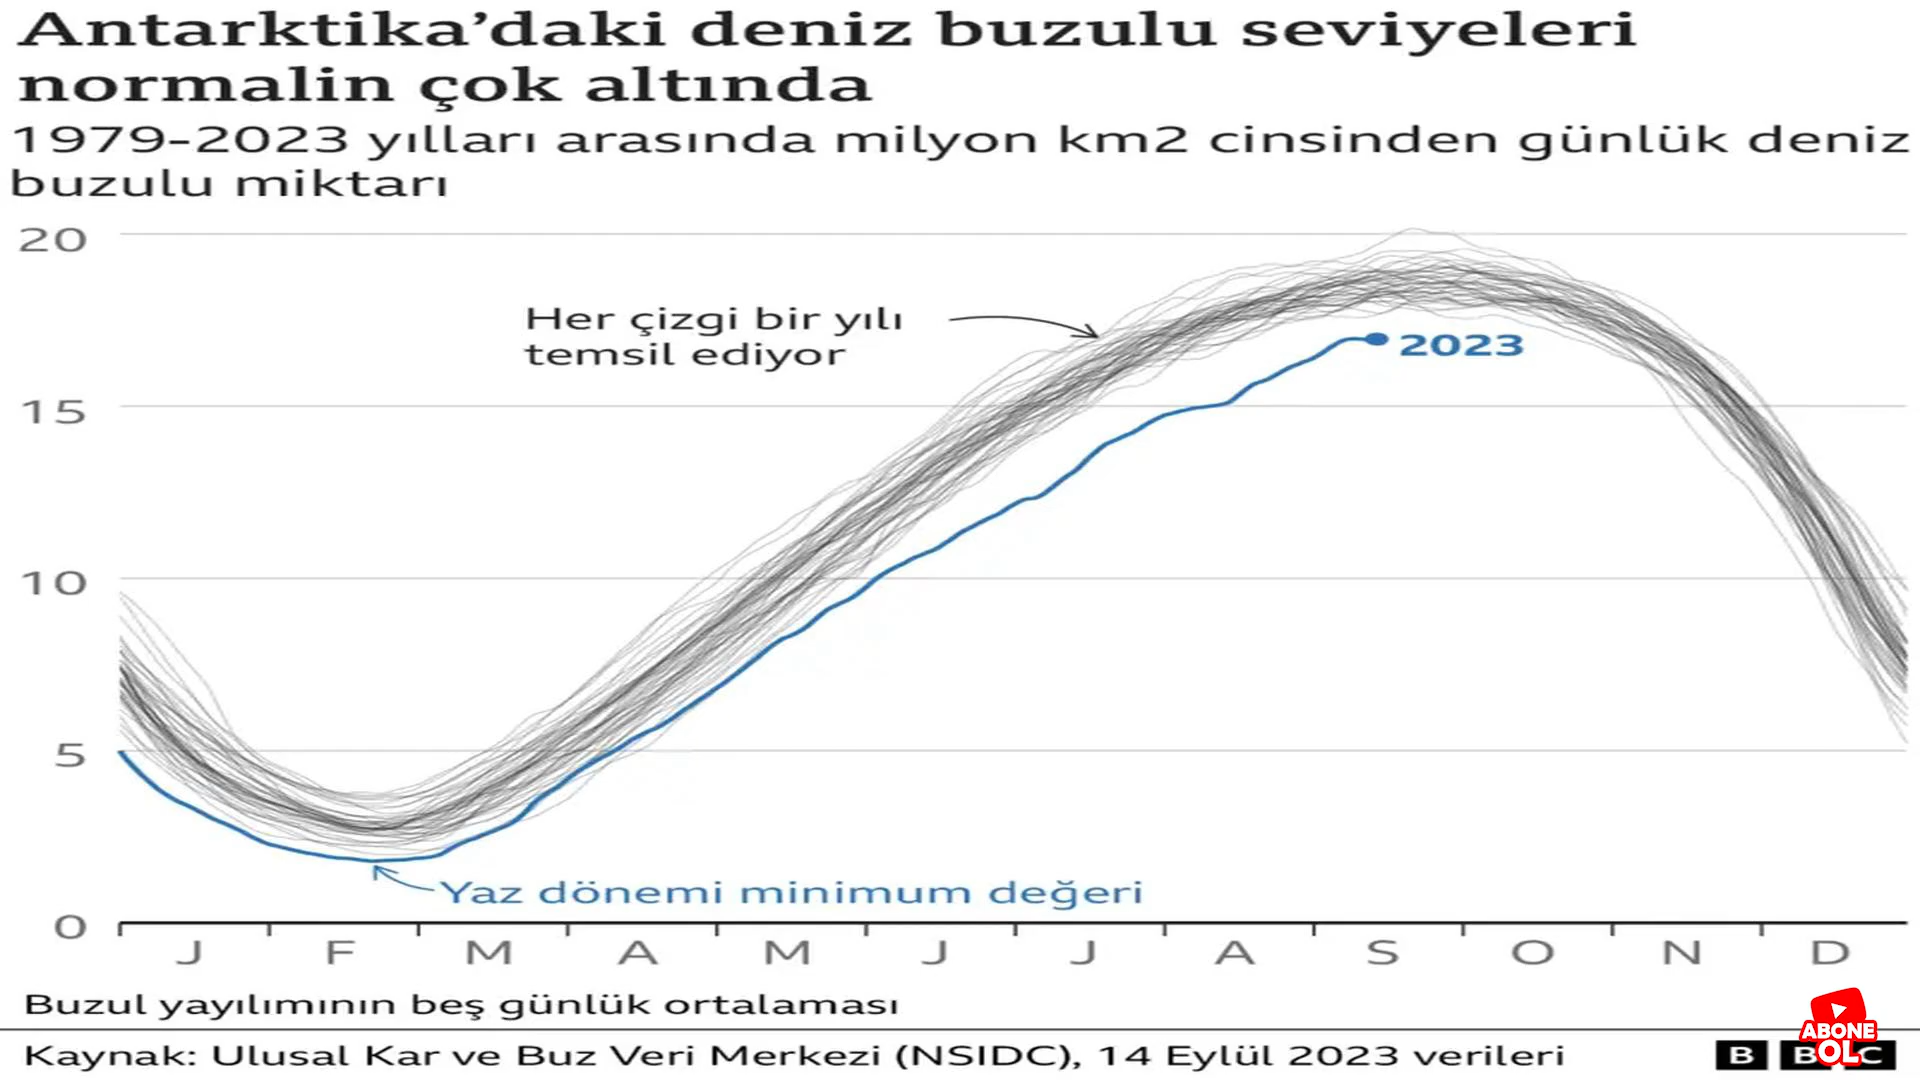 Antarktika’daki deniz buzulu seviyeleri
normalin çok altında
1979-2023 yılları arasında milyon km2 cinsinden günlük deniz
buzulu miktarı
20
Her çizgi bir yılı
temsil ediyor
2023
15
10
5
Yaz dönemi minimum değeri
0
J F M A M J J A S O N D
Buzul yayılımının beş günlük ortalaması
Kaynak: Ulusal Kar ve Buz Veri Merkezi (NSIDC), 14 Eylül 2023 verileri
B B C
ABONE
OL